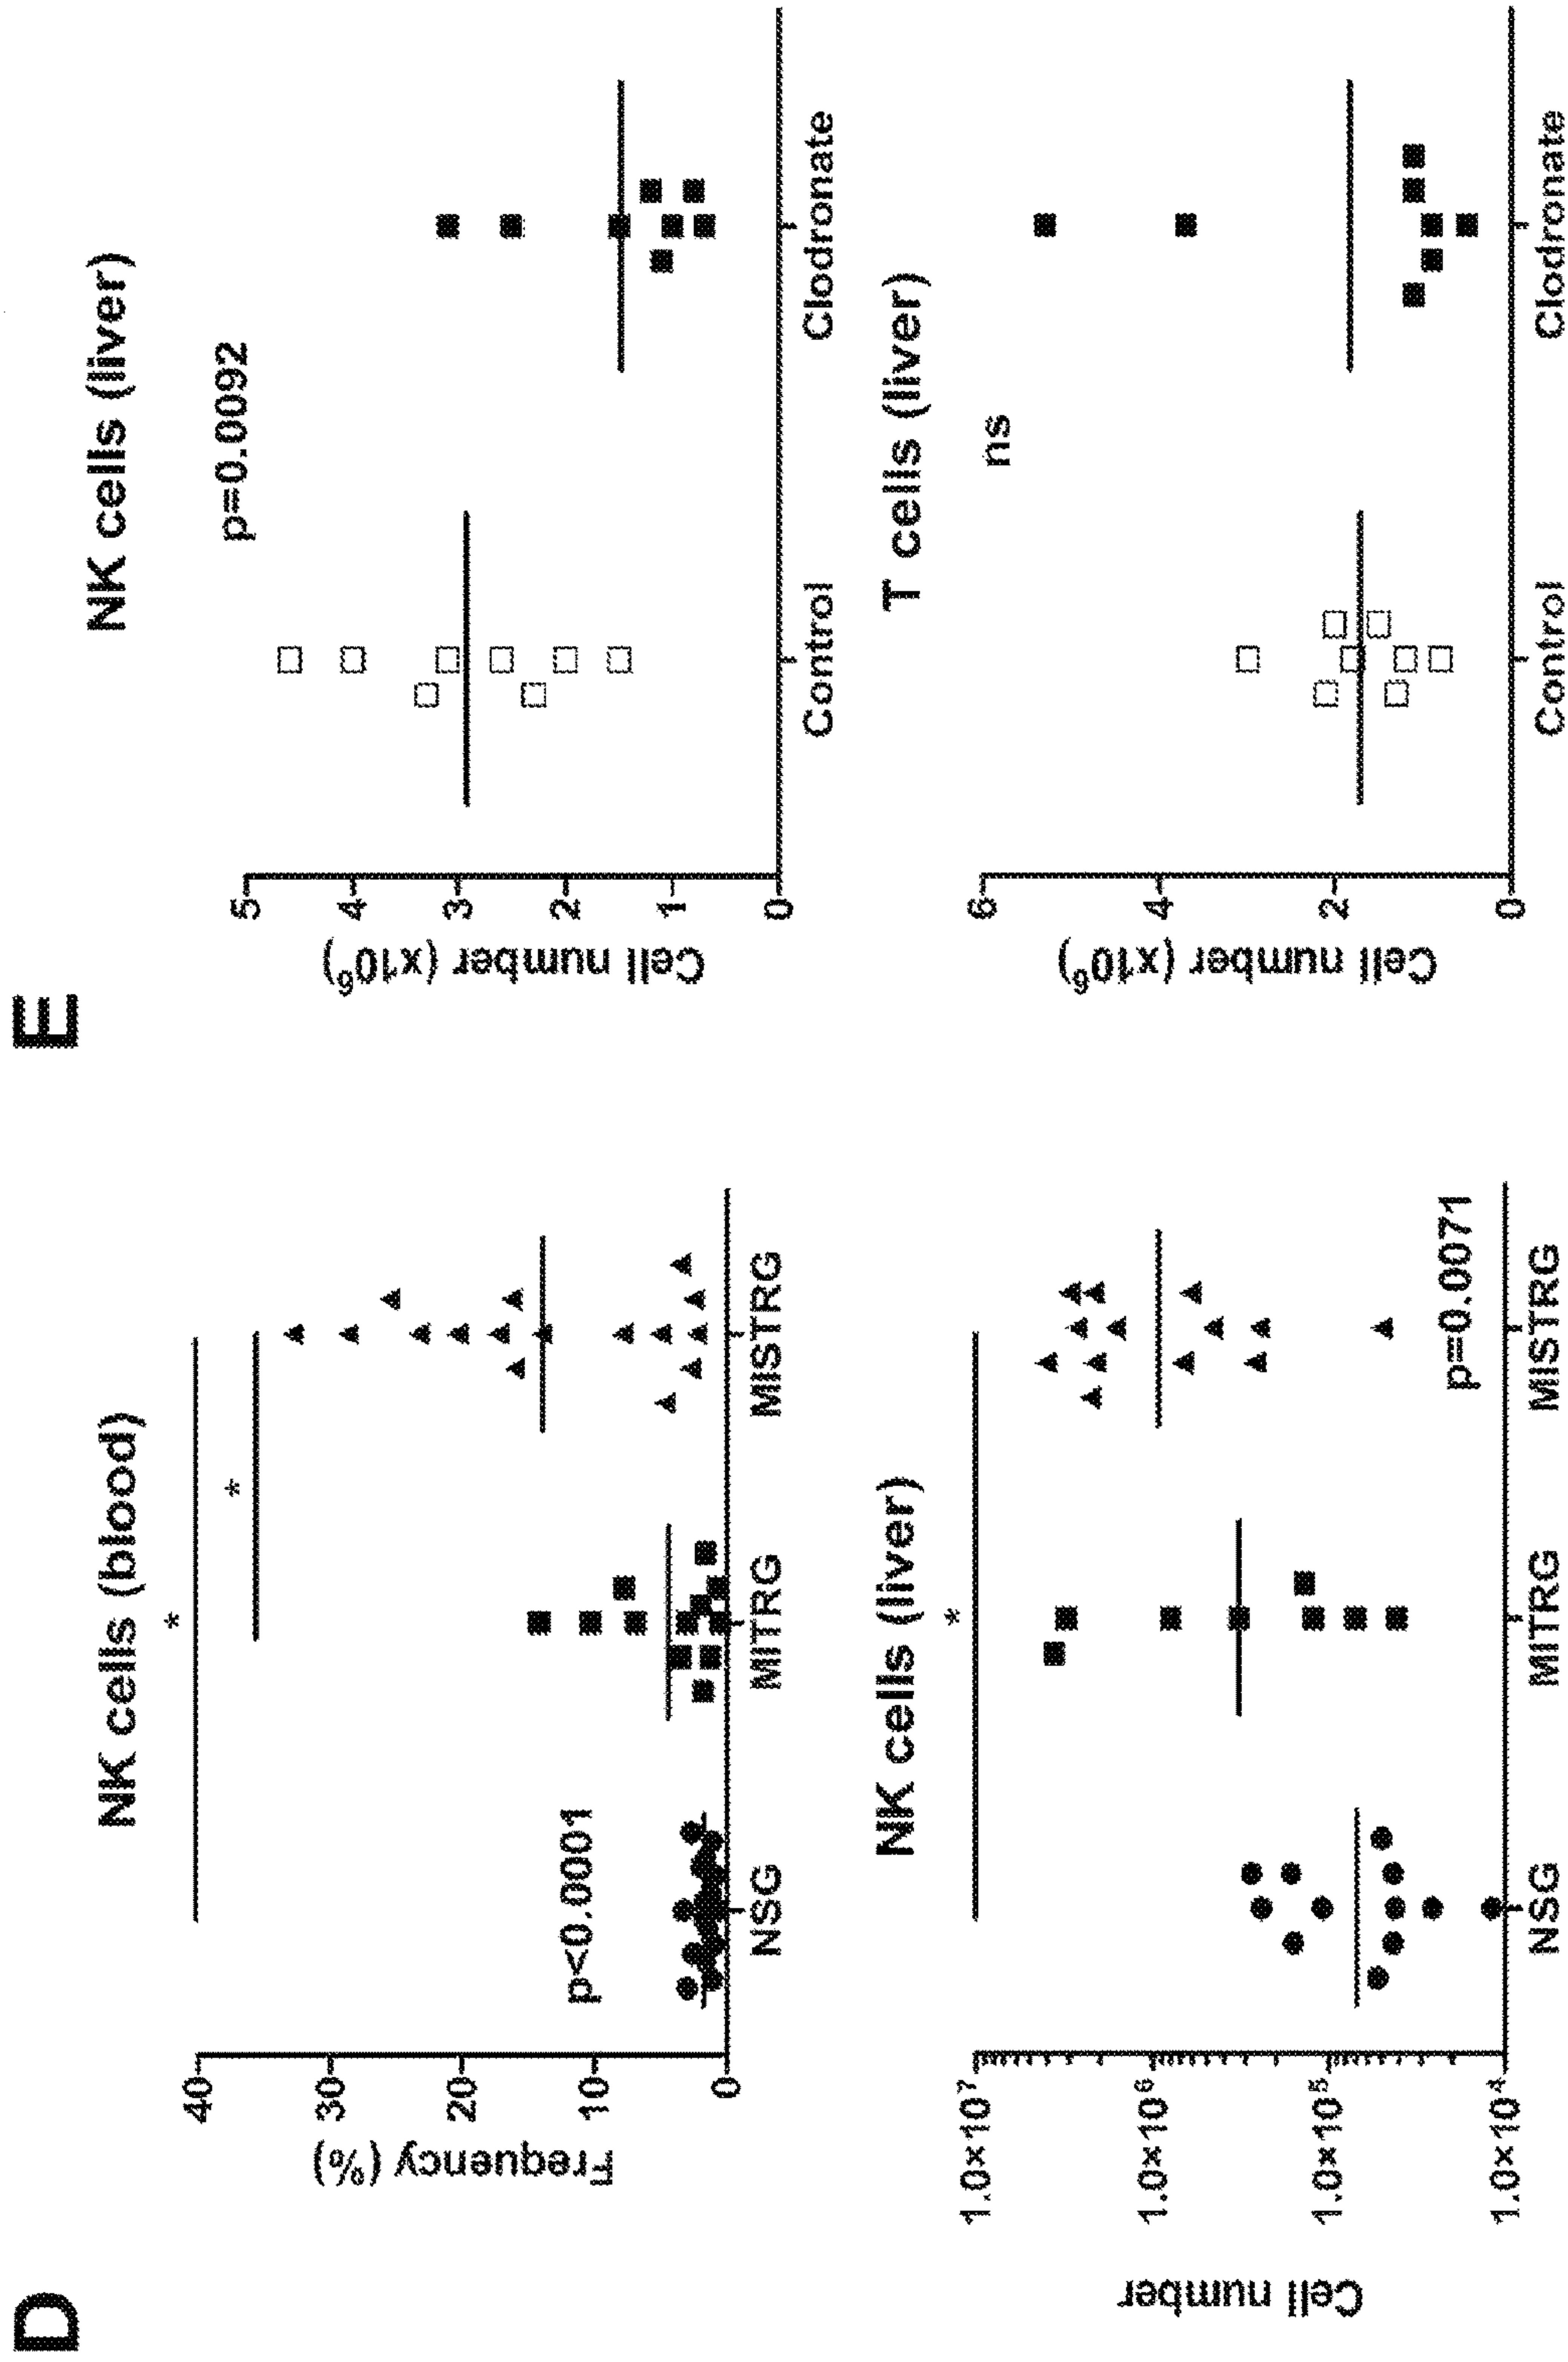 D
NK cells (blood)
*
*
p<0.0001
Frequency (%)
40
30
20
10
0
NSG
MITRG
MISTRG
NK cells (liver)
*
Cell number
1.0×10⁷
1.0×10⁶
1.0×10⁵
1.0×10⁴
p=0.0071
NSG
MITRG
MISTRG
E
NK cells (liver)
p=0.0092
Cell number (x10⁶)
5
4
3
2
1
0
Control
Clodronate
T cells (liver)
ns
Cell number (x10⁶)
6
4
2
0
Control
Clodronate